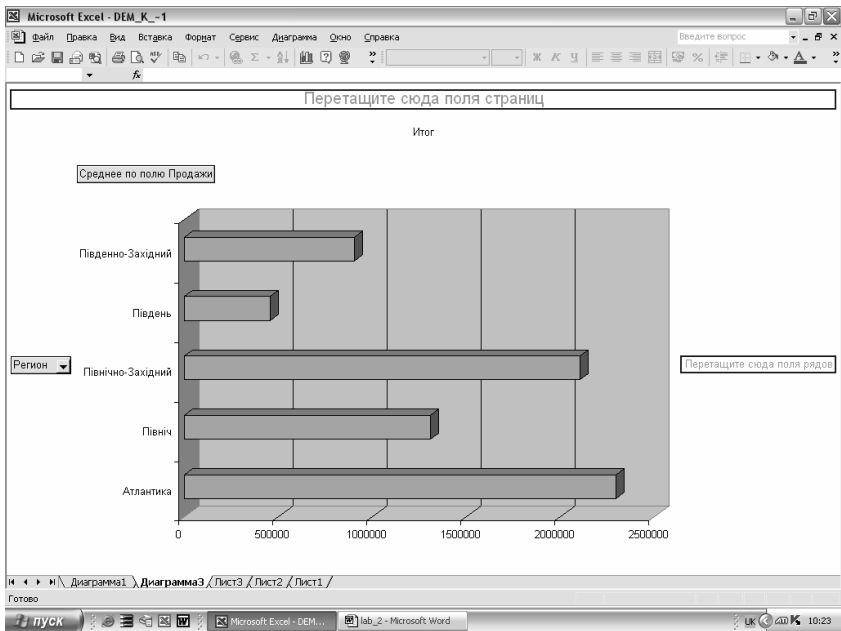 Microsoft Excel - DEM_K_~1
Файл Правка Вид Вставка Формат Сервис Диаграмма Окно Справка
Введите вопрос
Ж К Ч
fx
Перетащите сюда поля страниц
Итог
Среднее по полю Продажи
Південно-Західний
Південь
Регион
Північно-Західний
Перетащите сюда поля рядов
Північ
Атлантика
0 500000 1000000 1500000 2000000 2500000
Диаграмма1 Диаграмма3 Лист3 Лист2 Лист1
Готово
пуск Microsoft Excel - DEM... lab_2 - Microsoft Word UK 10:23